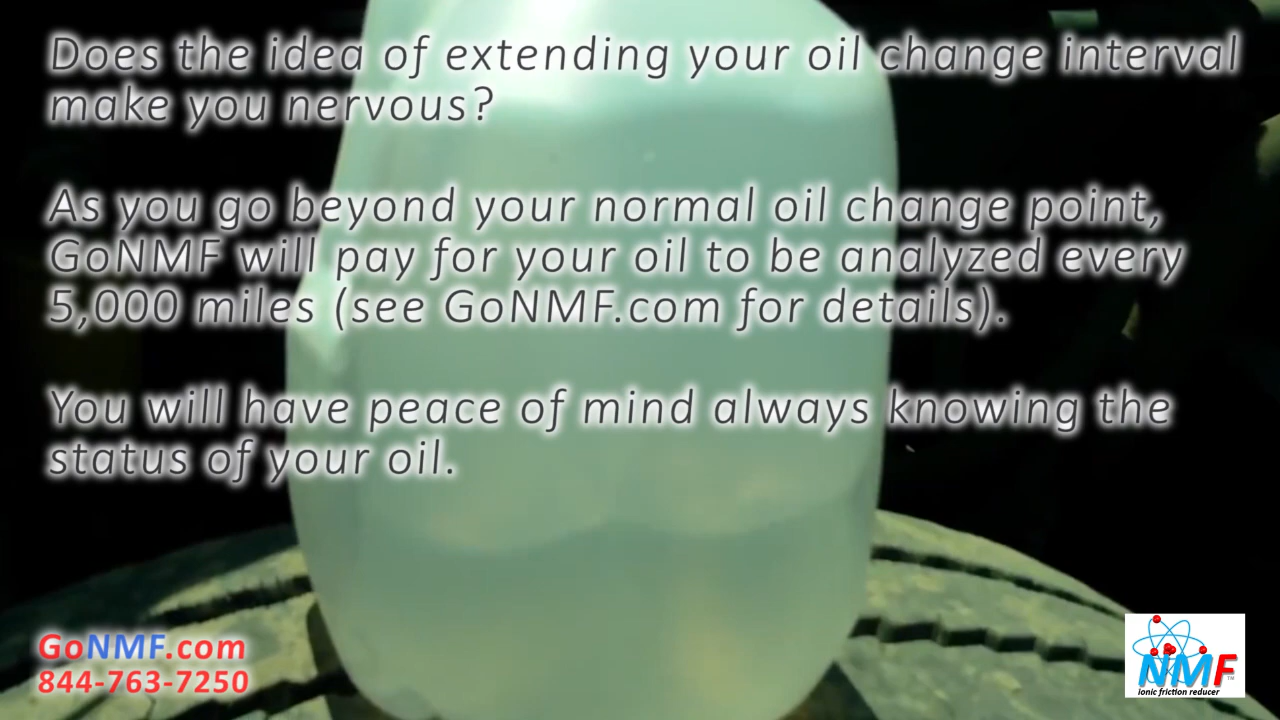 Does the idea of extending your oil change interval
make you nervous?
As you go beyond your normal oil change point,
GoNMF will pay for your oil to be analyzed every
5,000 miles (see GoNMF.com for details).
You will have peace of mind always knowing the
status of your oil.
GoNMF.com
844-763-7250
NMF™
ionic friction reducer